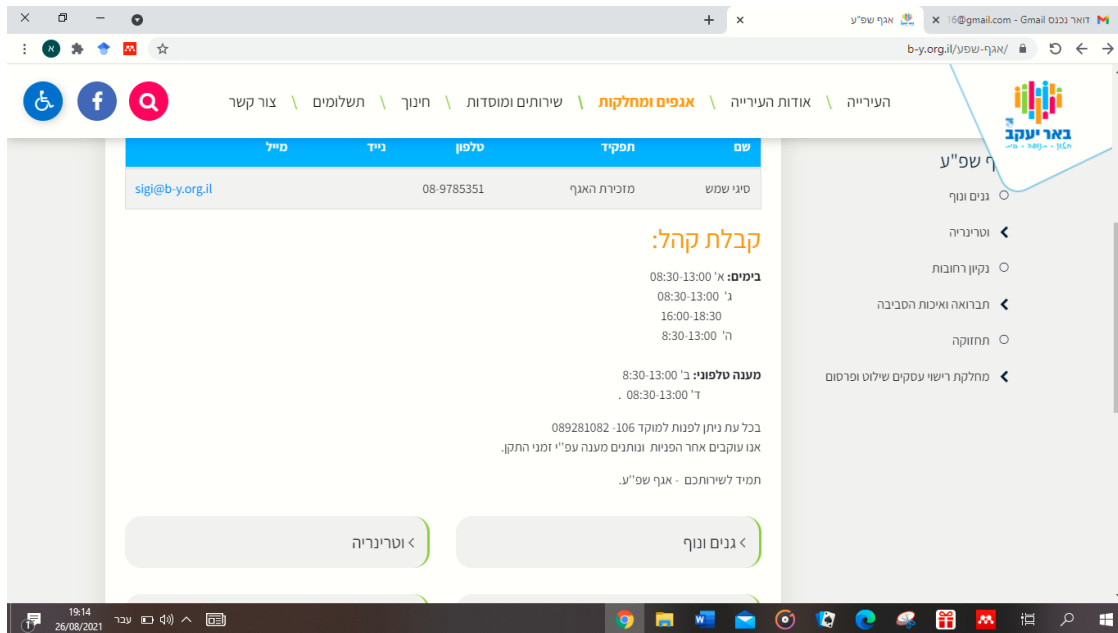 דואר נכנס - 16@gmail.com - Gmail
אגף שפ"ע
b-y.org.il/אגף-שפע/
באר יעקב
העירייה \ אודות העירייה \ אגפים ומחלקות \ שירותים ומוסדות \ חינוך \ תשלומים \ צור קשר
ף שפ"ע
גנים ונוף
וטרינריה
נקיון רחובות
תברואה ואיכות הסביבה
תחזוקה
מחלקת רישוי עסקים שילוט ופרסום
שם תפקיד טלפון נייד מייל
סיגי שמש מזכירת האגף 08-9785351 sigi@b-y.org.il
קבלת קהל:
בימים: א' 08:30-13:00
ג' 08:30-13:00
16:00-18:30
ה' 8:30-13:00
מענה טלפוני: ב' 8:30-13:00
ד' 08:30-13:00 .
בכל עת ניתן לפנות למוקד 106- 089281082
אנו עוקבים אחר הפניות ונותנים מענה עפ''י זמני התקן.
תמיד לשירותכם - אגף שפ''ע.
גנים ונוף
וטרינריה
עבר
19:14
26/08/2021